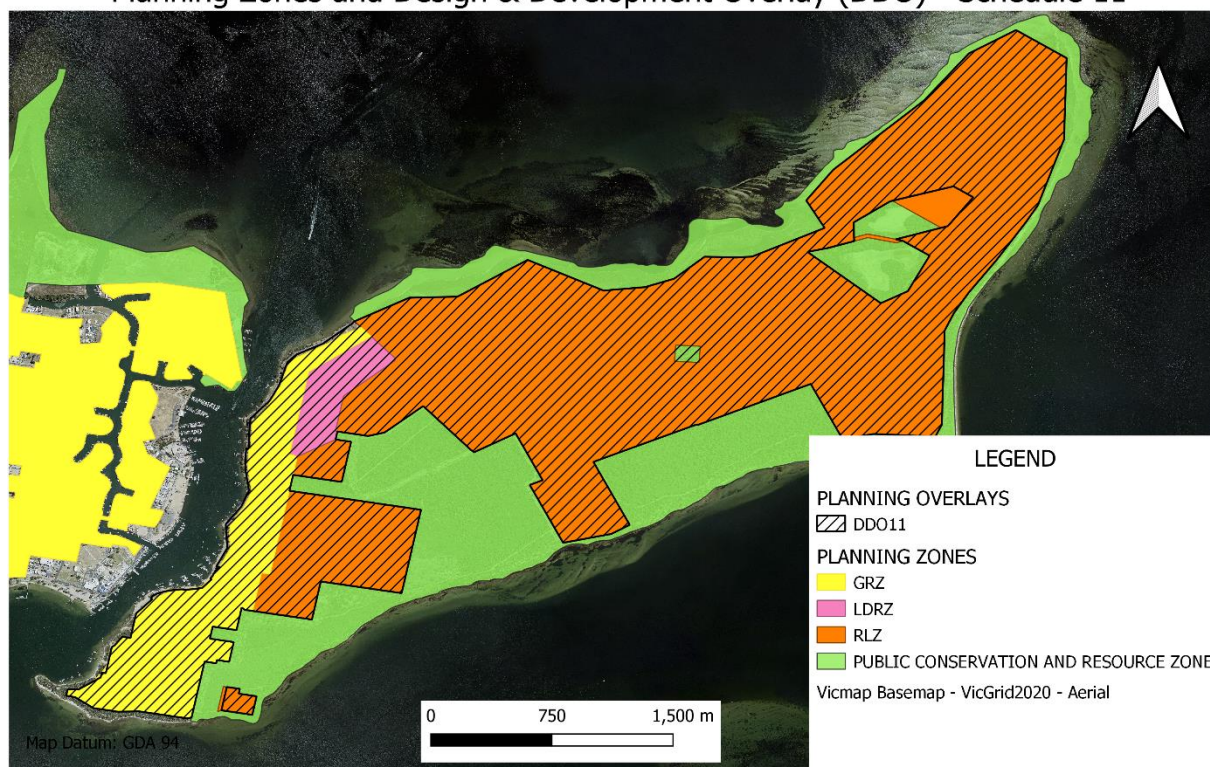 Planning Zones and Design & Development Overlay (DDO) - Schedule 11
LEGEND
PLANNING OVERLAYS
DDO11
PLANNING ZONES
GRZ
LDRZ
RLZ
PUBLIC CONSERVATION AND RESOURCE ZONE
Vicmap Basemap - VicGrid2020 - Aerial
0 750 1,500 m
Map Datum: GDA 94